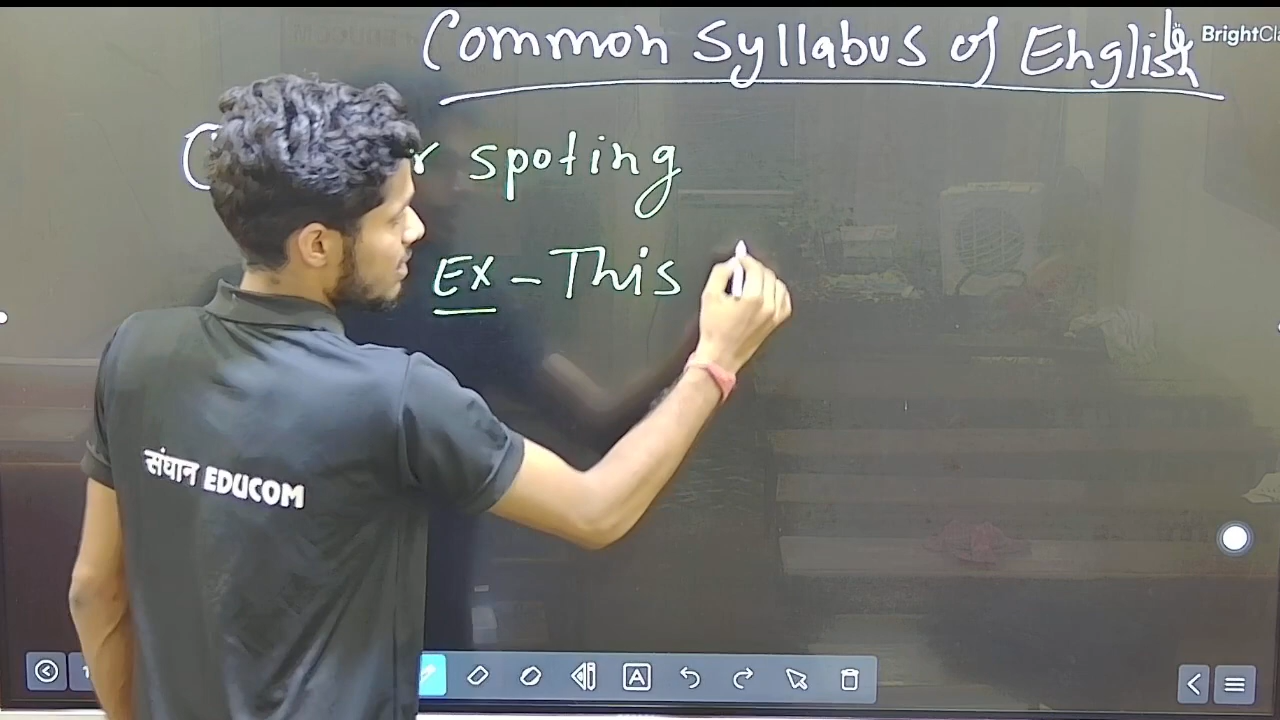 Common Syllabus of English
BrightCla
spoting
Ex - This
संघान EDUCOM